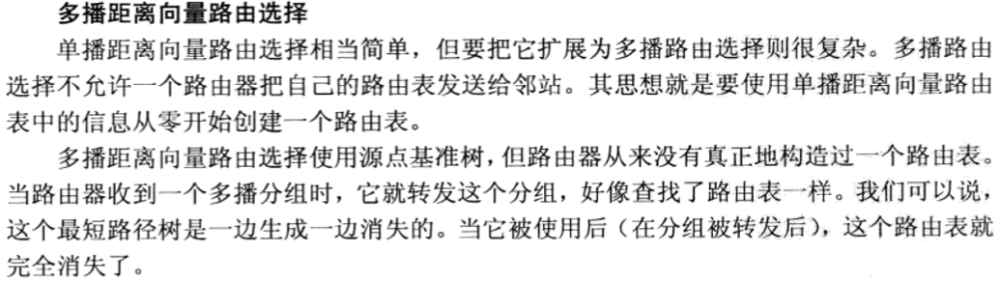 多播距离向量路由选择
单播距离向量路由选择相当简单，但要把它扩展为多播路由选择则很复杂。多播路由
选择不允许一个路由器把自己的路由表发送给邻站。其思想就是要使用单播距离向量路由
表中的信息从零开始创建一个路由表。
多播距离向量路由选择使用源点基准树，但路由器从来没有真正地构造过一个路由表。
当路由器收到一个多播分组时，它就转发这个分组，好像查找了路由表一样。我们可以说，
这个最短路径树是一边生成一边消失的。当它被使用后（在分组被转发后），这个路由表就
完全消失了。